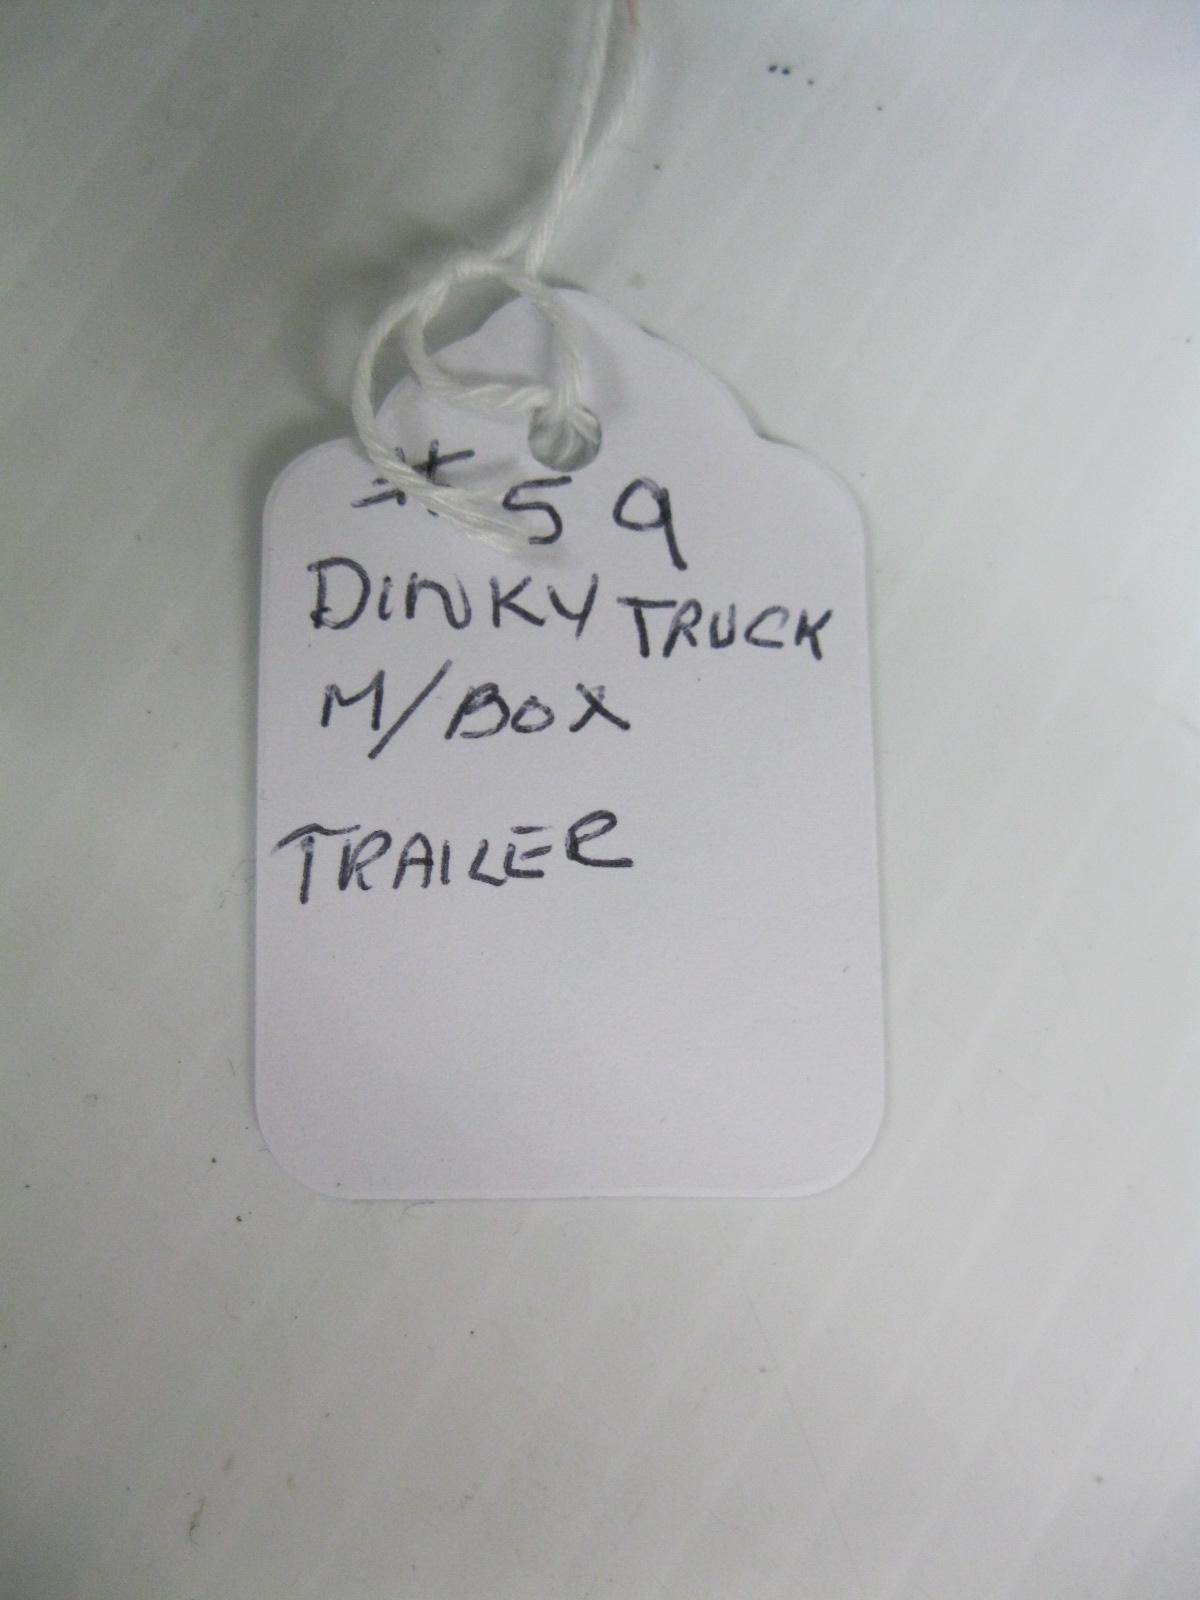 # 59
DINKY TRUCK
M/BOX
TRAILER